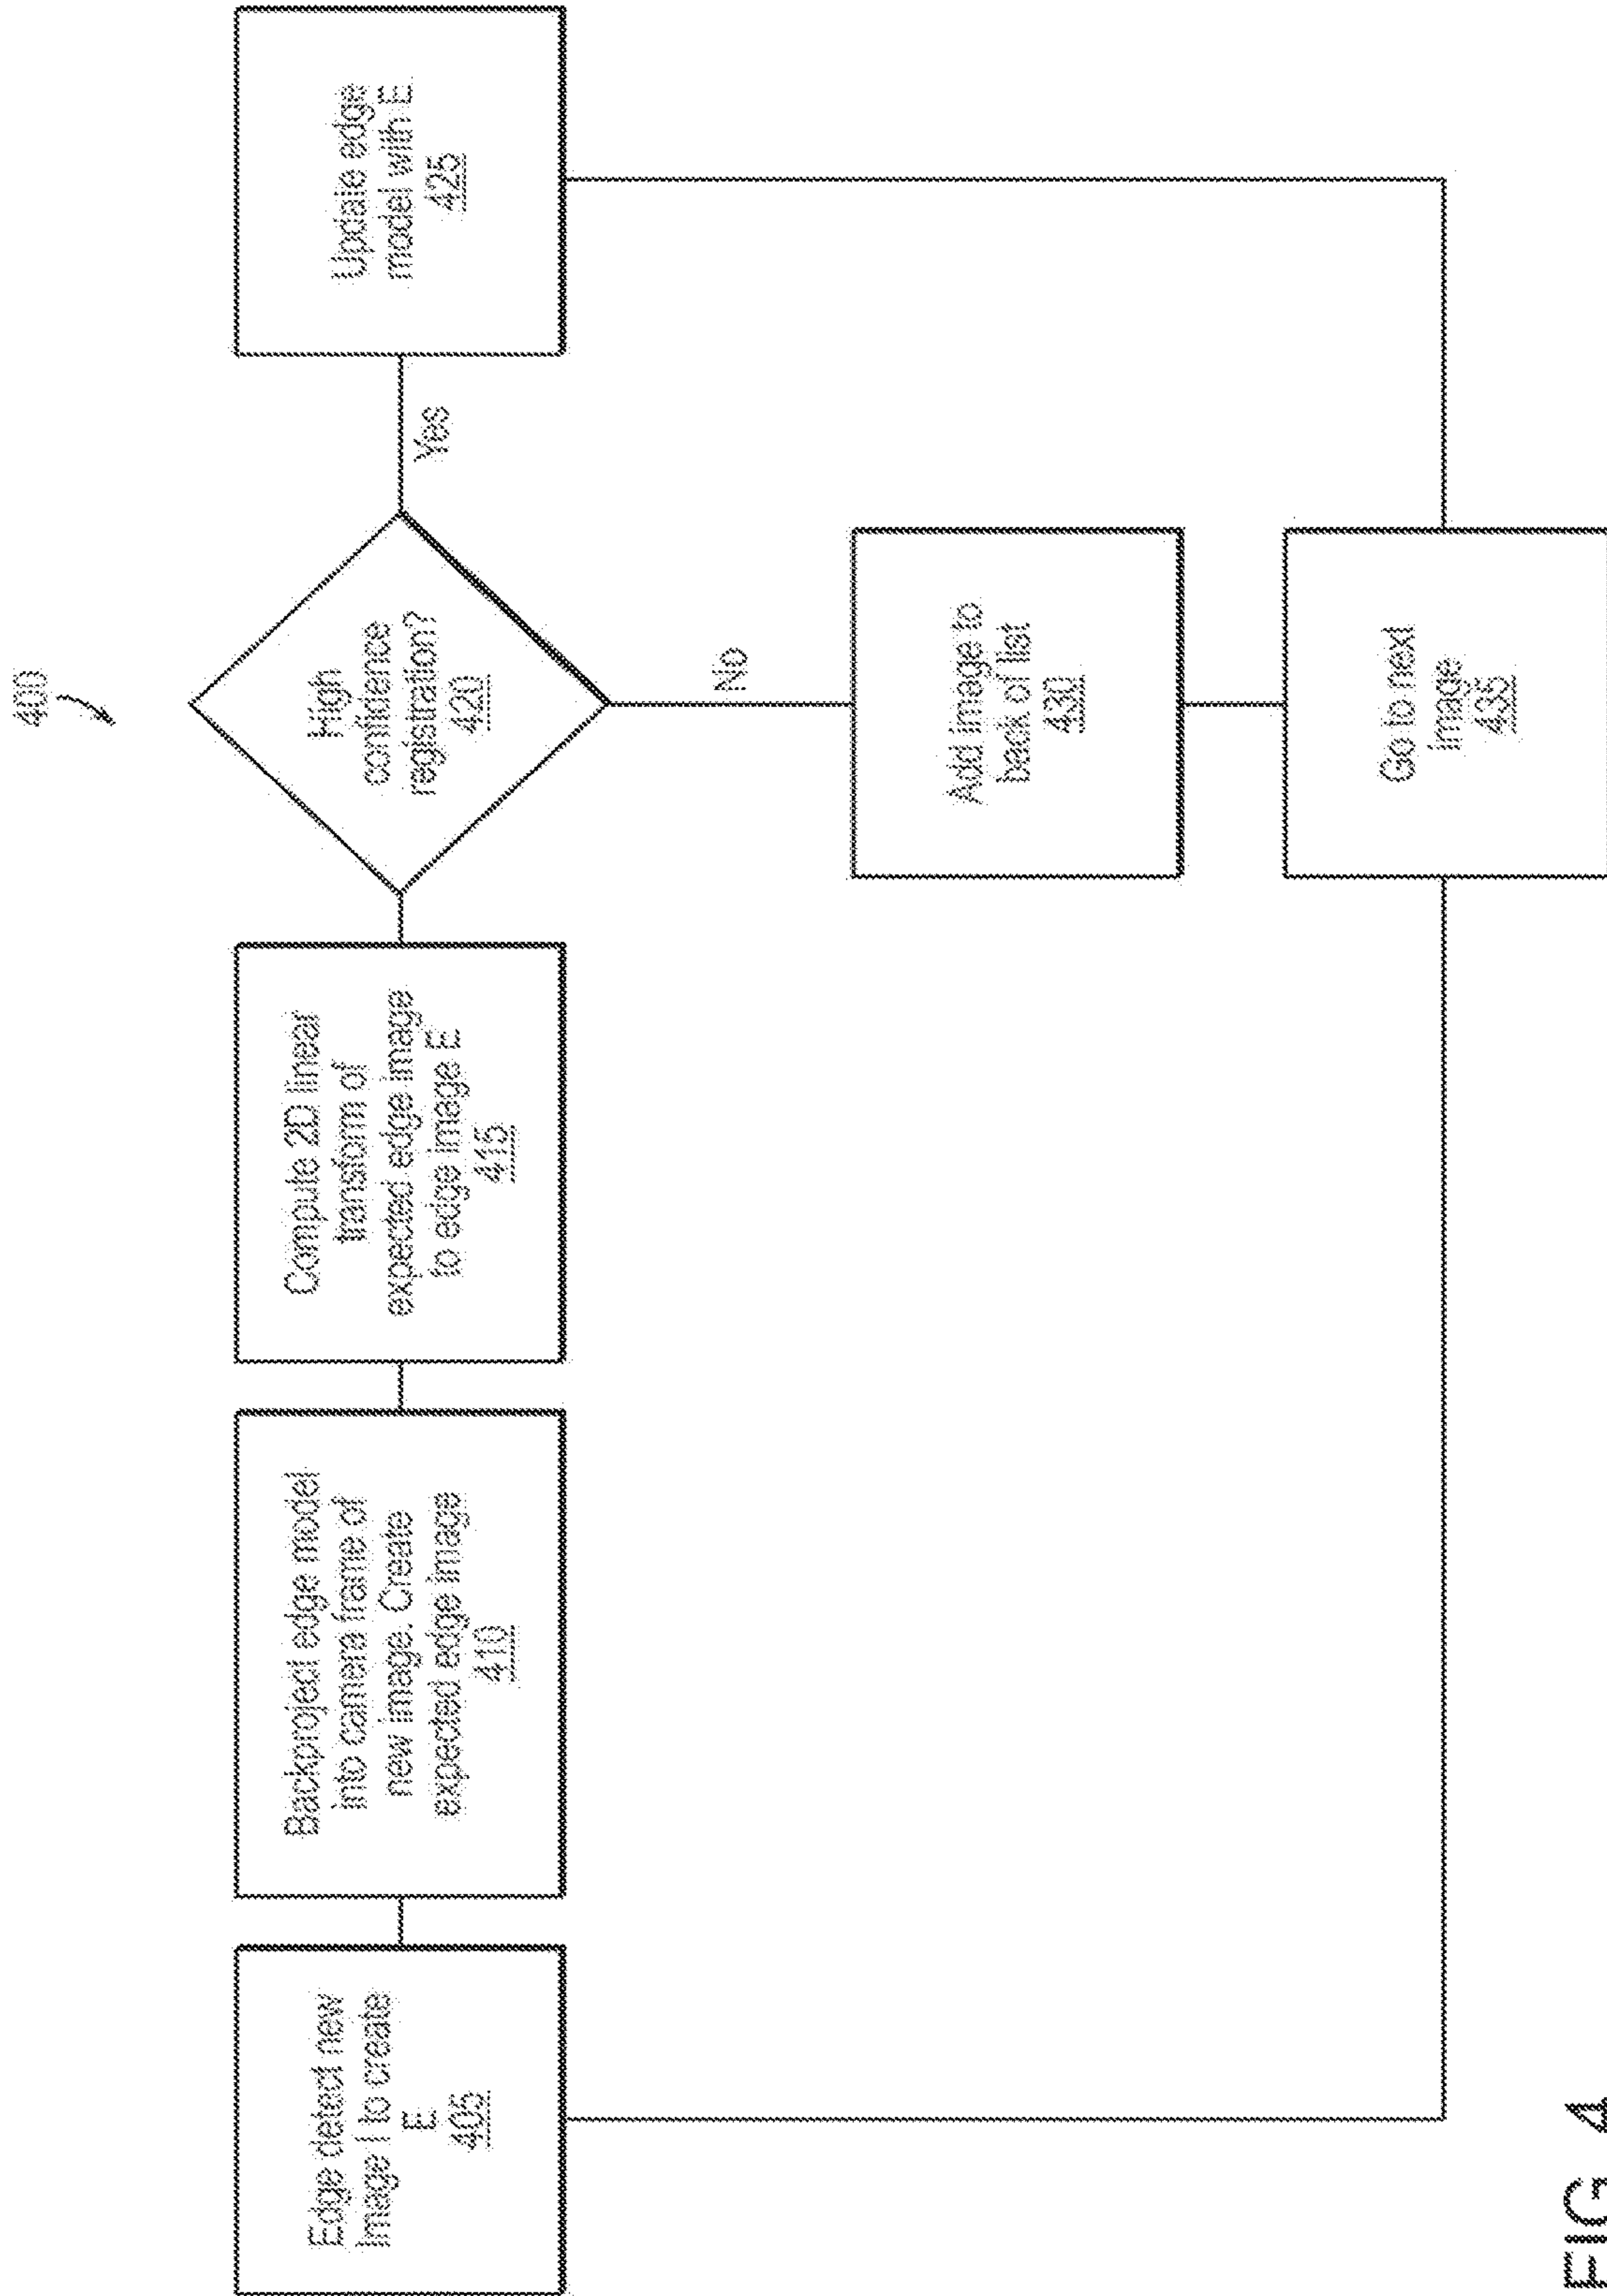 400
Edge detect new
Image I to create
E
405
Backproject edge model
into camera frame of
new image. Create
expected edge image
410
Compute 2D linear
transform of
expected edge image
to edge image E
415
High
confidence
registration?
420
Yes
Update edge
model with E
425
No
Add image to
back of list
430
Go to next
image
435
FIG. 4